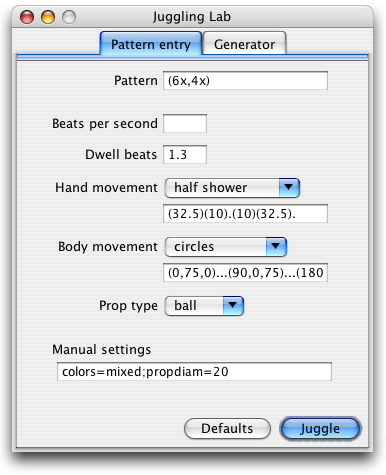 Juggling Lab
Pattern entry Generator
Pattern (6x,4x)
Beats per second
Dwell beats 1.3
Hand movement half shower
(32.5)(10).(10)(32.5).
Body movement circles
(0,75,0)...(90,0,75)...(180
Prop type ball
Manual settings
colors=mixed;propdiam=20
Defaults Juggle